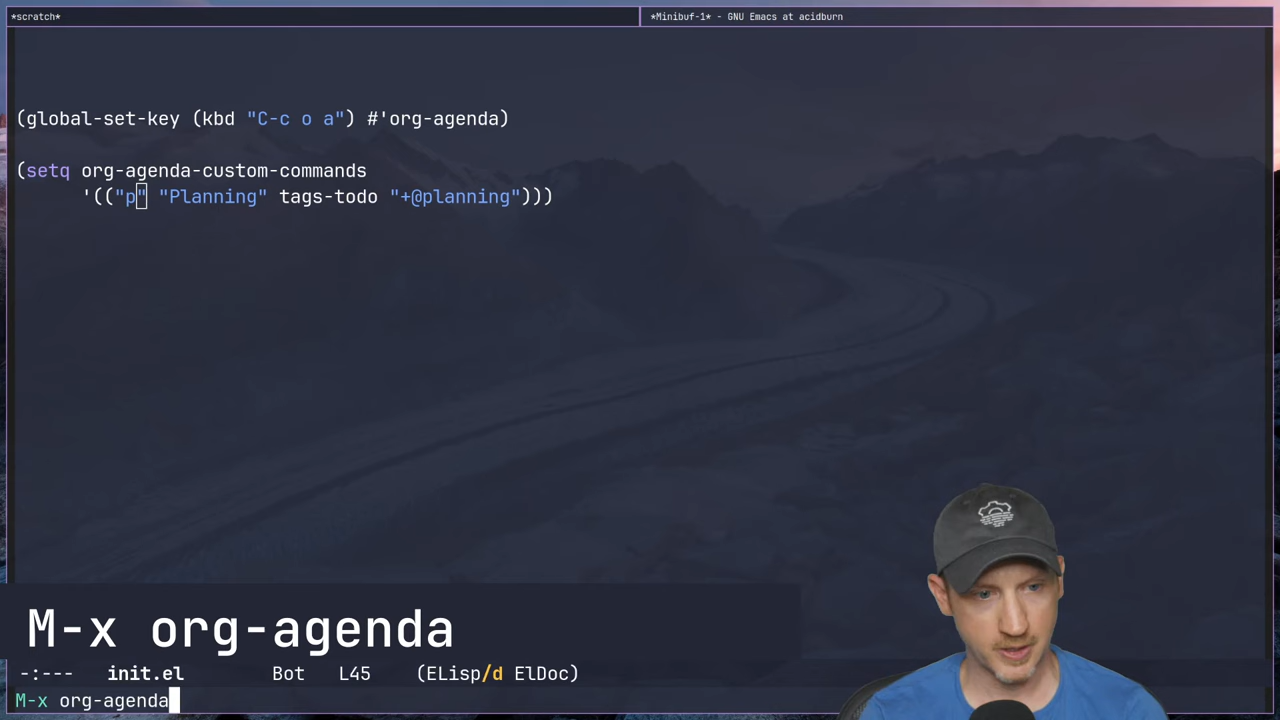 *scratch*
*Minibuf-1* - GNU Emacs at acidburn
(global-set-key (kbd "C-c o a") #'org-agenda)
(setq org-agenda-custom-commands
'(("p" "Planning" tags-todo "+@planning")))
M-x org-agenda
-:--- init.el Bot L45 (ELisp/d ElDoc)
M-x org-agenda